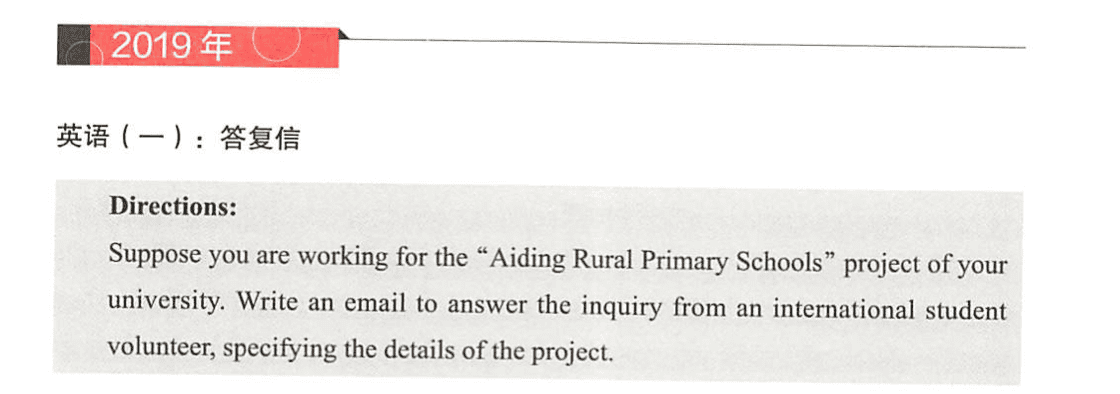 2019 年
英语（一）：答复信
Directions:
Suppose you are working for the “Aiding Rural Primary Schools” project of your
university. Write an email to answer the inquiry from an international student
volunteer, specifying the details of the project.